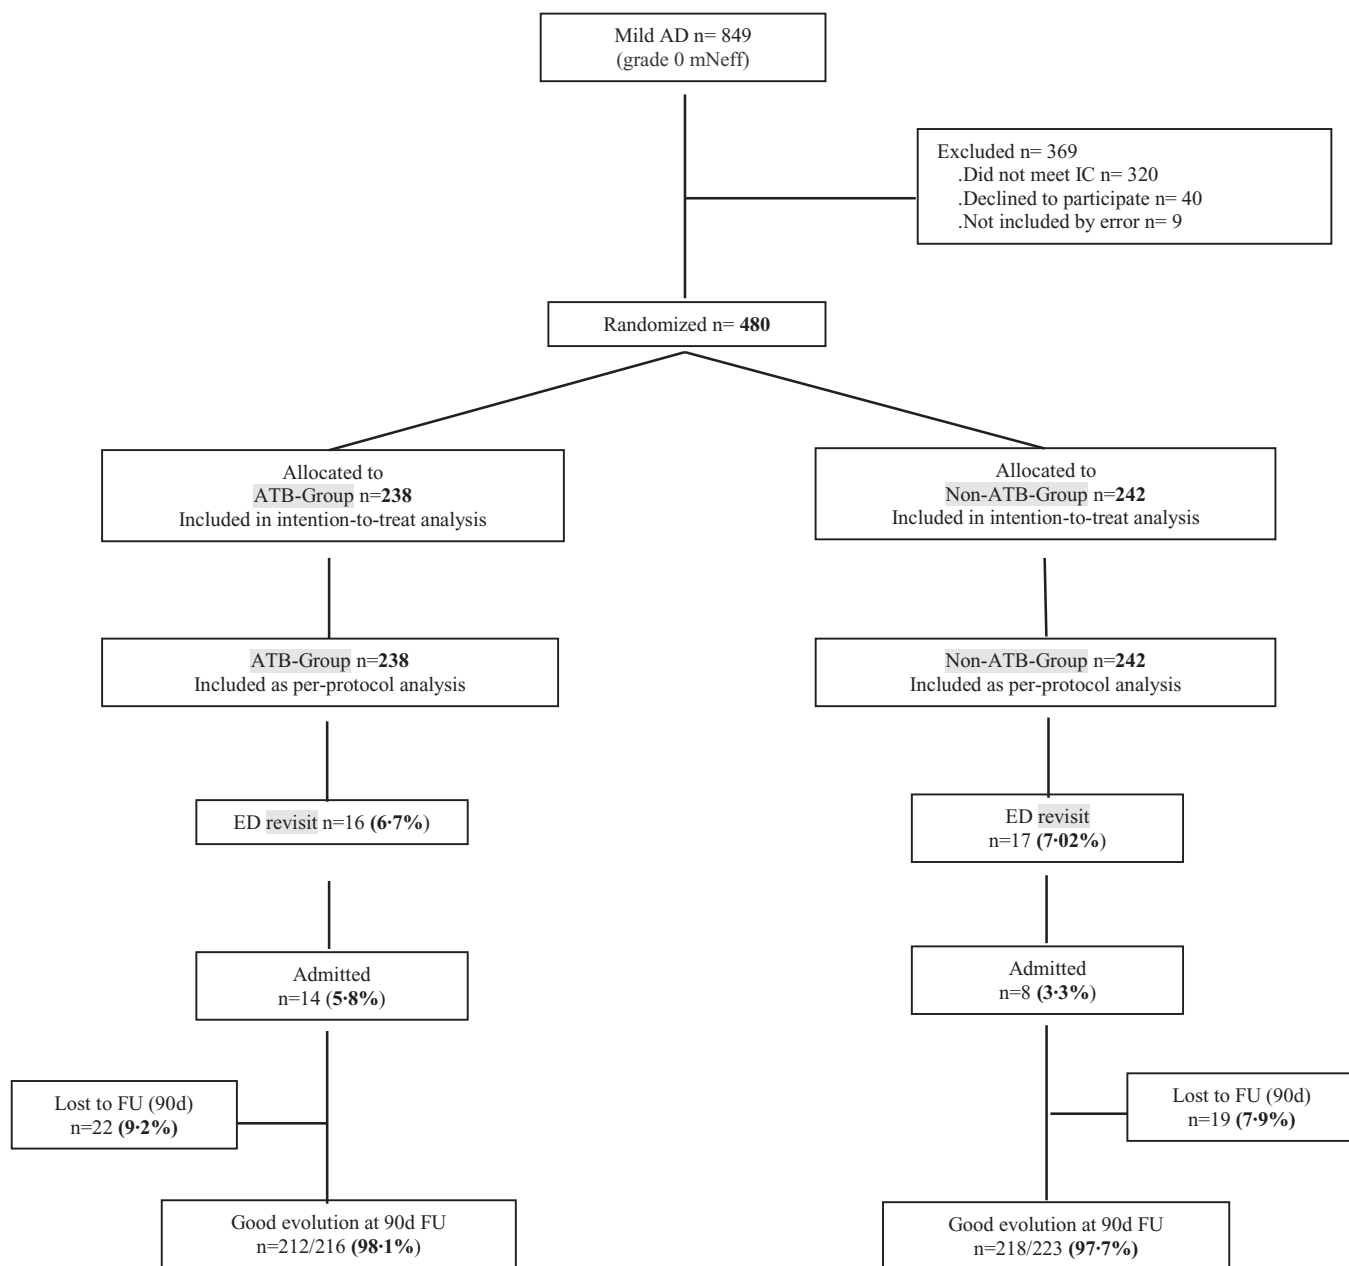 Mild AD n= 849
(grade 0 mNeff)
Excluded n= 369
.Did not meet IC n= 320
.Declined to participate n= 40
.Not included by error n= 9
Randomized n= 480
Allocated to
ATB-Group n=238
Included in intention-to-treat analysis
Allocated to
Non-ATB-Group n=242
Included in intention-to-treat analysis
ATB-Group n=238
Included as per-protocol analysis
Non-ATB-Group n=242
Included as per-protocol analysis
ED revisit n=16 (6·7%)
ED revisit
n=17 (7·02%)
Admitted
n=14 (5·8%)
Admitted
n=8 (3·3%)
Lost to FU (90d)
n=22 (9·2%)
Lost to FU (90d)
n=19 (7·9%)
Good evolution at 90d FU
n=212/216 (98·1%)
Good evolution at 90d FU
n=218/223 (97·7%)